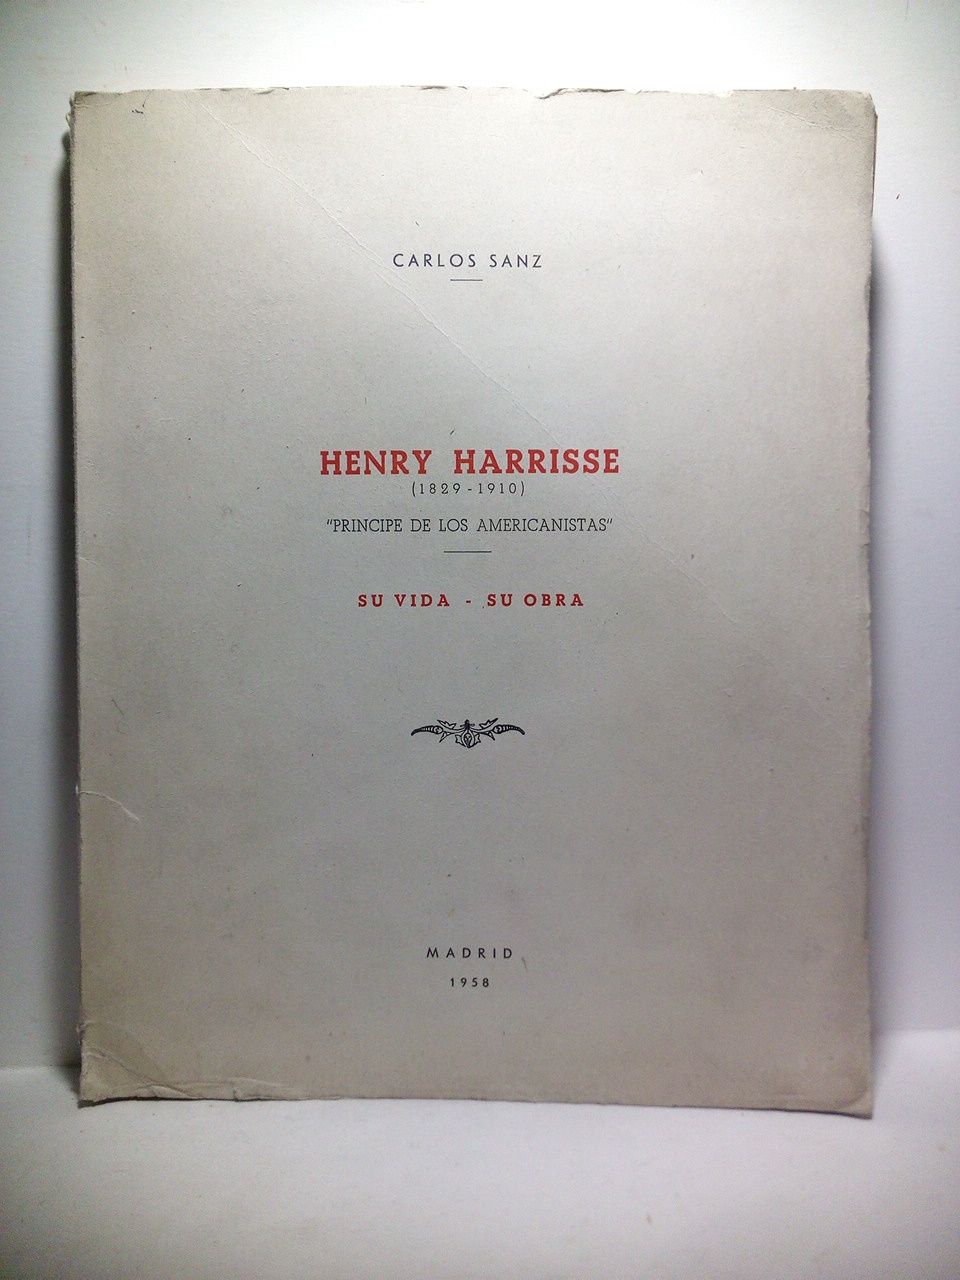 CARLOS SANZ
HENRY HARRISSE
(1829-1910)
"PRINCIPE DE LOS AMERICANISTAS"
SU VIDA - SU OBRA
MADRID
1958